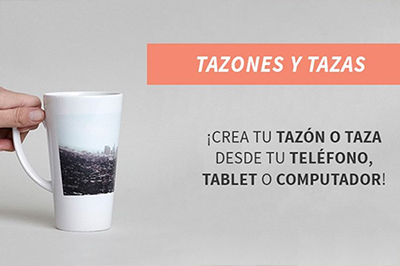 TAZONES Y TAZAS
¡CREA TU TAZÓN O TAZA
DESDE TU TELÉFONO,
TABLET O COMPUTADOR!